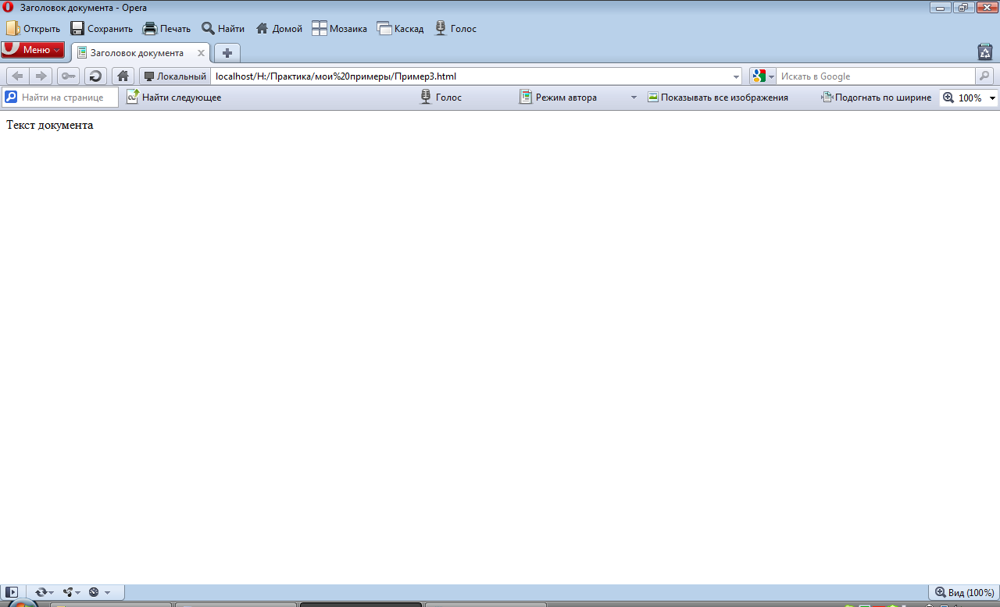 Заголовок документа - Opera
Открыть Сохранить Печать Найти Домой Мозаика Каскад Голос
Меню Заголовок документа
Локальный localhost/H:/Практика/мои%20примеры/Пример3.html Искать в Google
Найти на странице Найти следующее Голос Режим автора Показывать все изображения Подогнать по ширине 100%
Текст документа
Вид (100%)